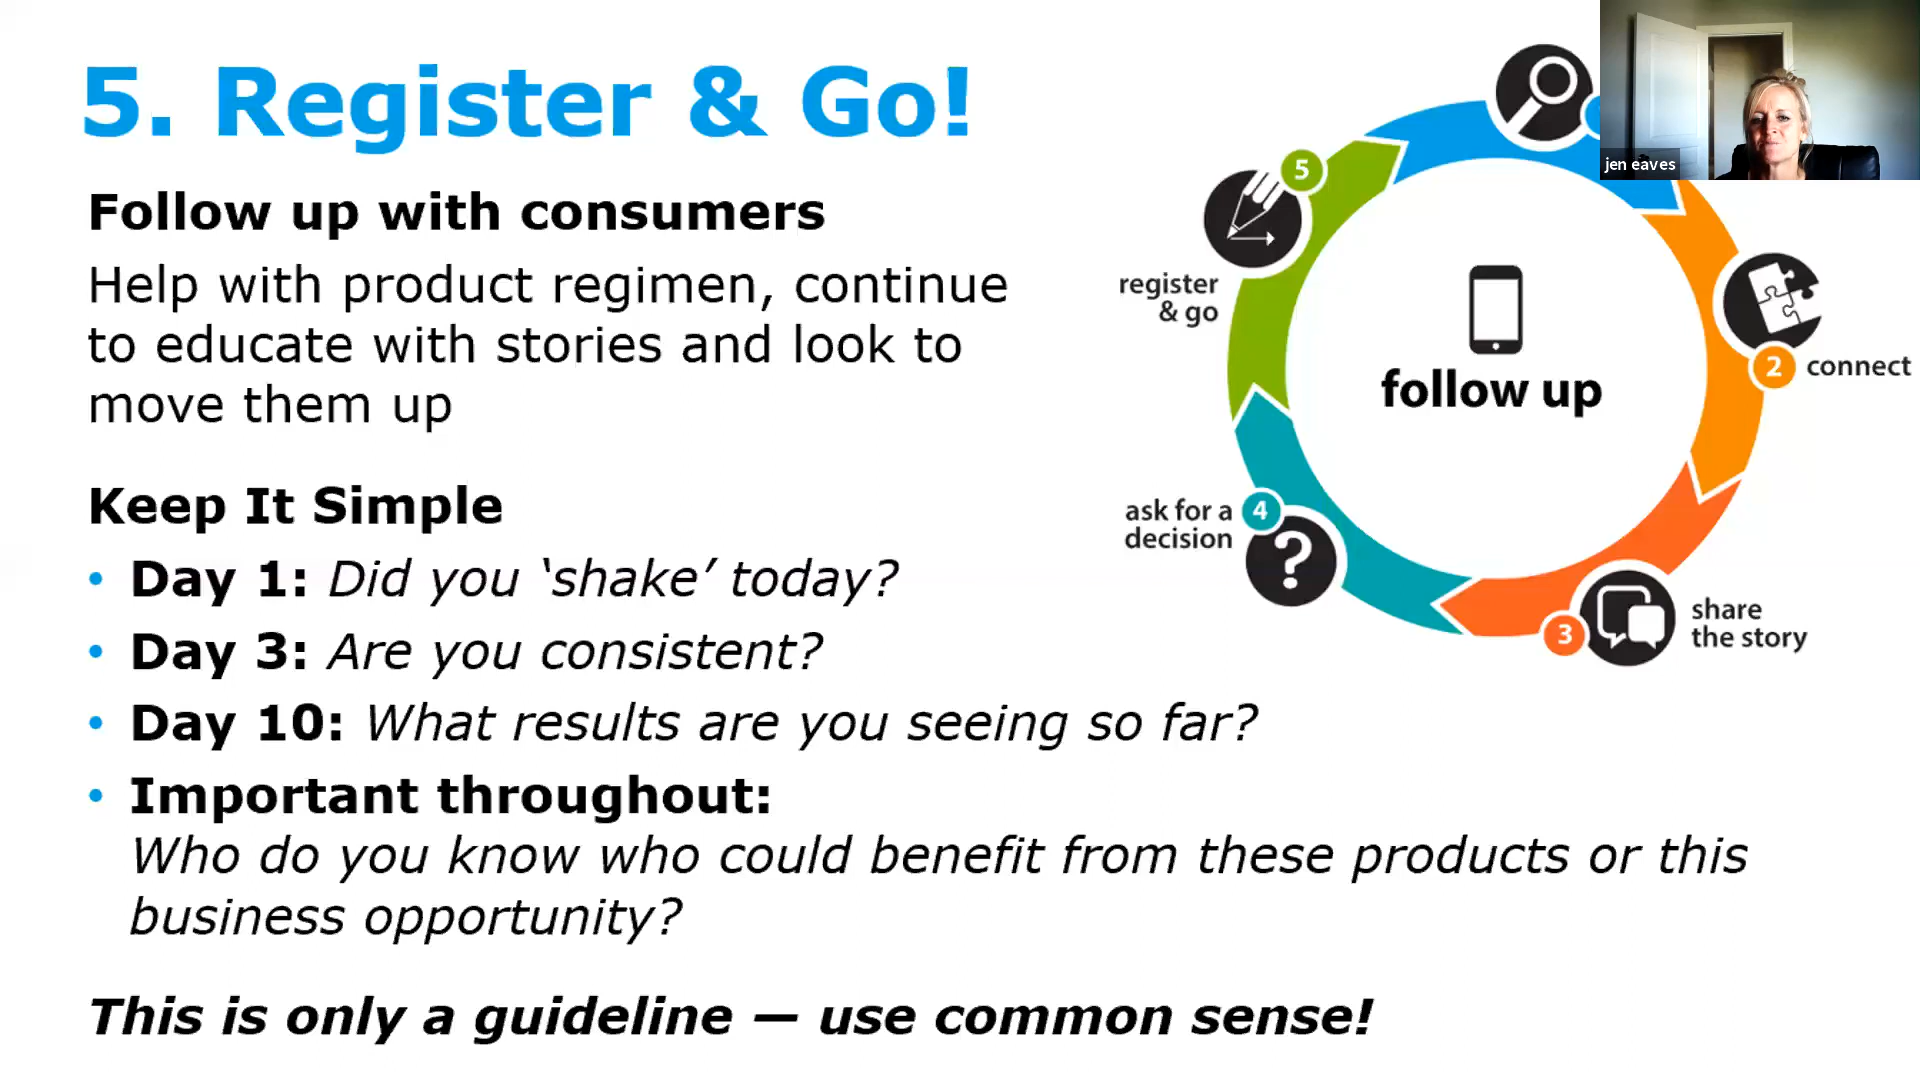 5. Register & Go!
Follow up with consumers
Help with product regimen, continue
to educate with stories and look to
move them up
Keep It Simple
• Day 1: Did you ‘shake’ today?
• Day 3: Are you consistent?
• Day 10: What results are you seeing so far?
• Important throughout:
Who do you know who could benefit from these products or this
business opportunity?
This is only a guideline — use common sense!
jen eaves
5
register
& go
follow up
2 connect
ask for a
decision
4
3
share
the story